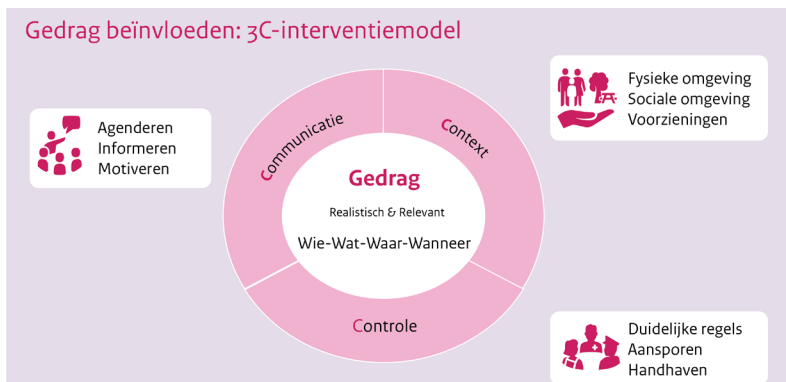 Gedrag beïnvloeden: 3C-interventiemodel
Agenderen
Informeren
Motiveren
Communicatie
Context
Fysieke omgeving
Sociale omgeving
Voorzieningen
Gedrag
Realistisch & Relevant
Wie-Wat-Waar-Wanneer
Controle
Duidelijke regels
Aansporen
Handhaven